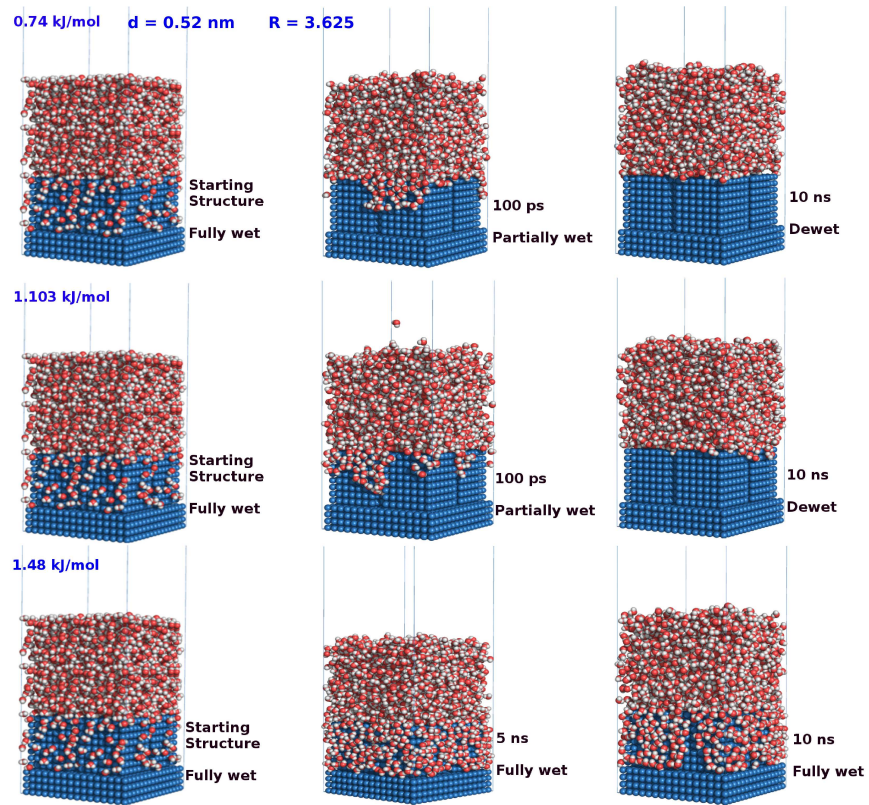 0.74 kJ/mol d = 0.52 nm R = 3.625
Starting
Structure
Fully wet
100 ps
Partially wet
10 ns
Dewet
1.103 kJ/mol
Starting
Structure
Fully wet
100 ps
Partially wet
10 ns
Dewet
1.48 kJ/mol
Starting
Structure
Fully wet
5 ns
Fully wet
10 ns
Fully wet